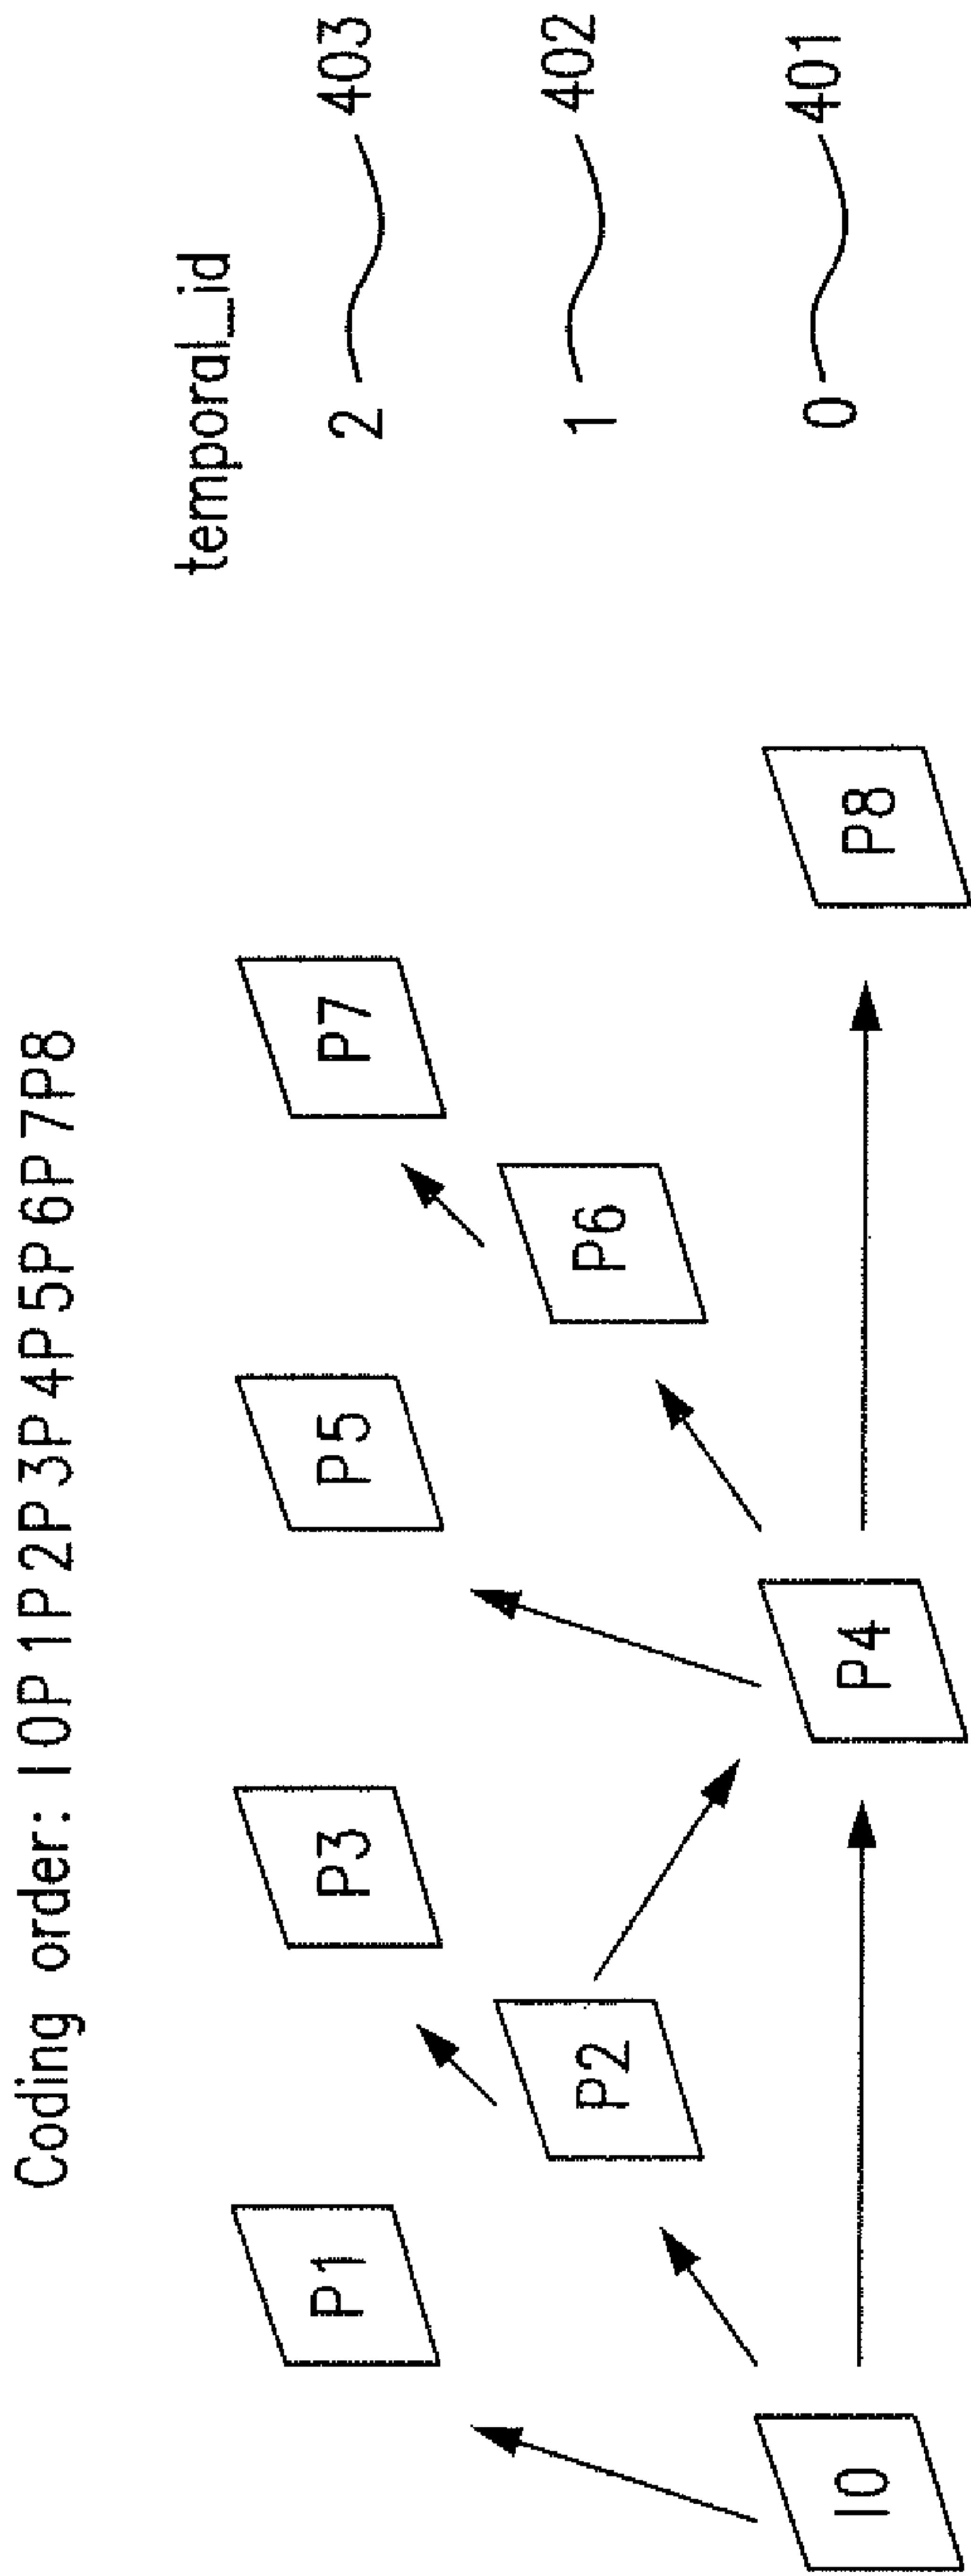 Coding order: I0P1P2P3P4P5P6P7P8
temporal_id
P1 P3 P5 P7 2 403
P2 P6 1 402
I0 P4 P8 0 401